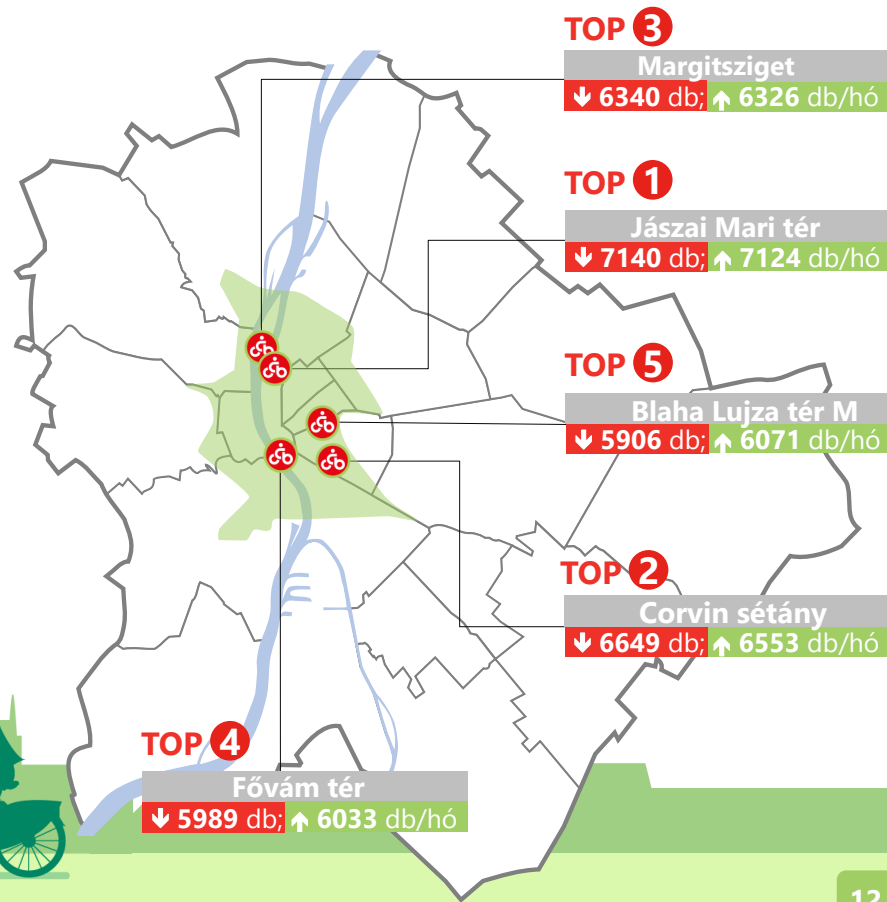 TOP 3
Margitsziget
↓ 6340 db; ↑ 6326 db/hó
TOP 1
Jászai Mari tér
↓ 7140 db; ↑ 7124 db/hó
TOP 5
Blaha Lujza tér M
↓ 5906 db; ↑ 6071 db/hó
TOP 2
Corvin sétány
↓ 6649 db; ↑ 6553 db/hó
TOP 4
Fővám tér
↓ 5989 db; ↑ 6033 db/hó
12